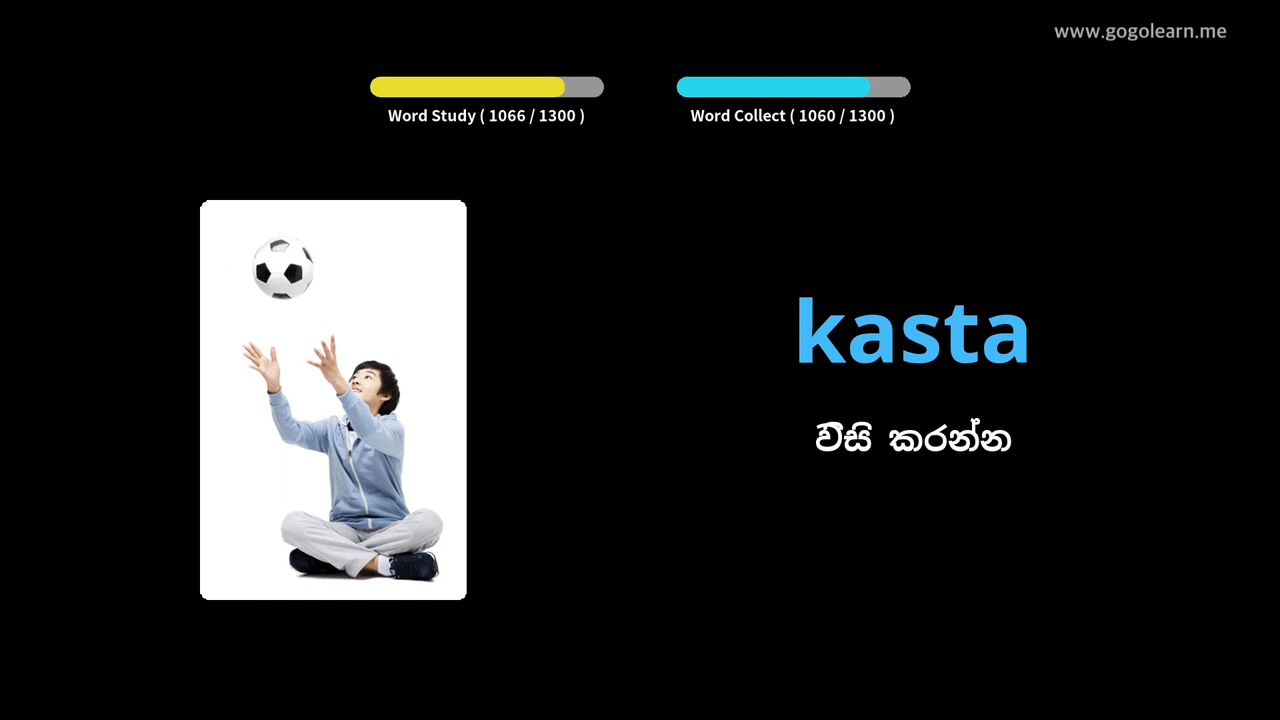 www.gogolearn.me
Word Study ( 1066 / 1300 )
Word Collect ( 1060 / 1300 )
kasta
වීසි කරන්න